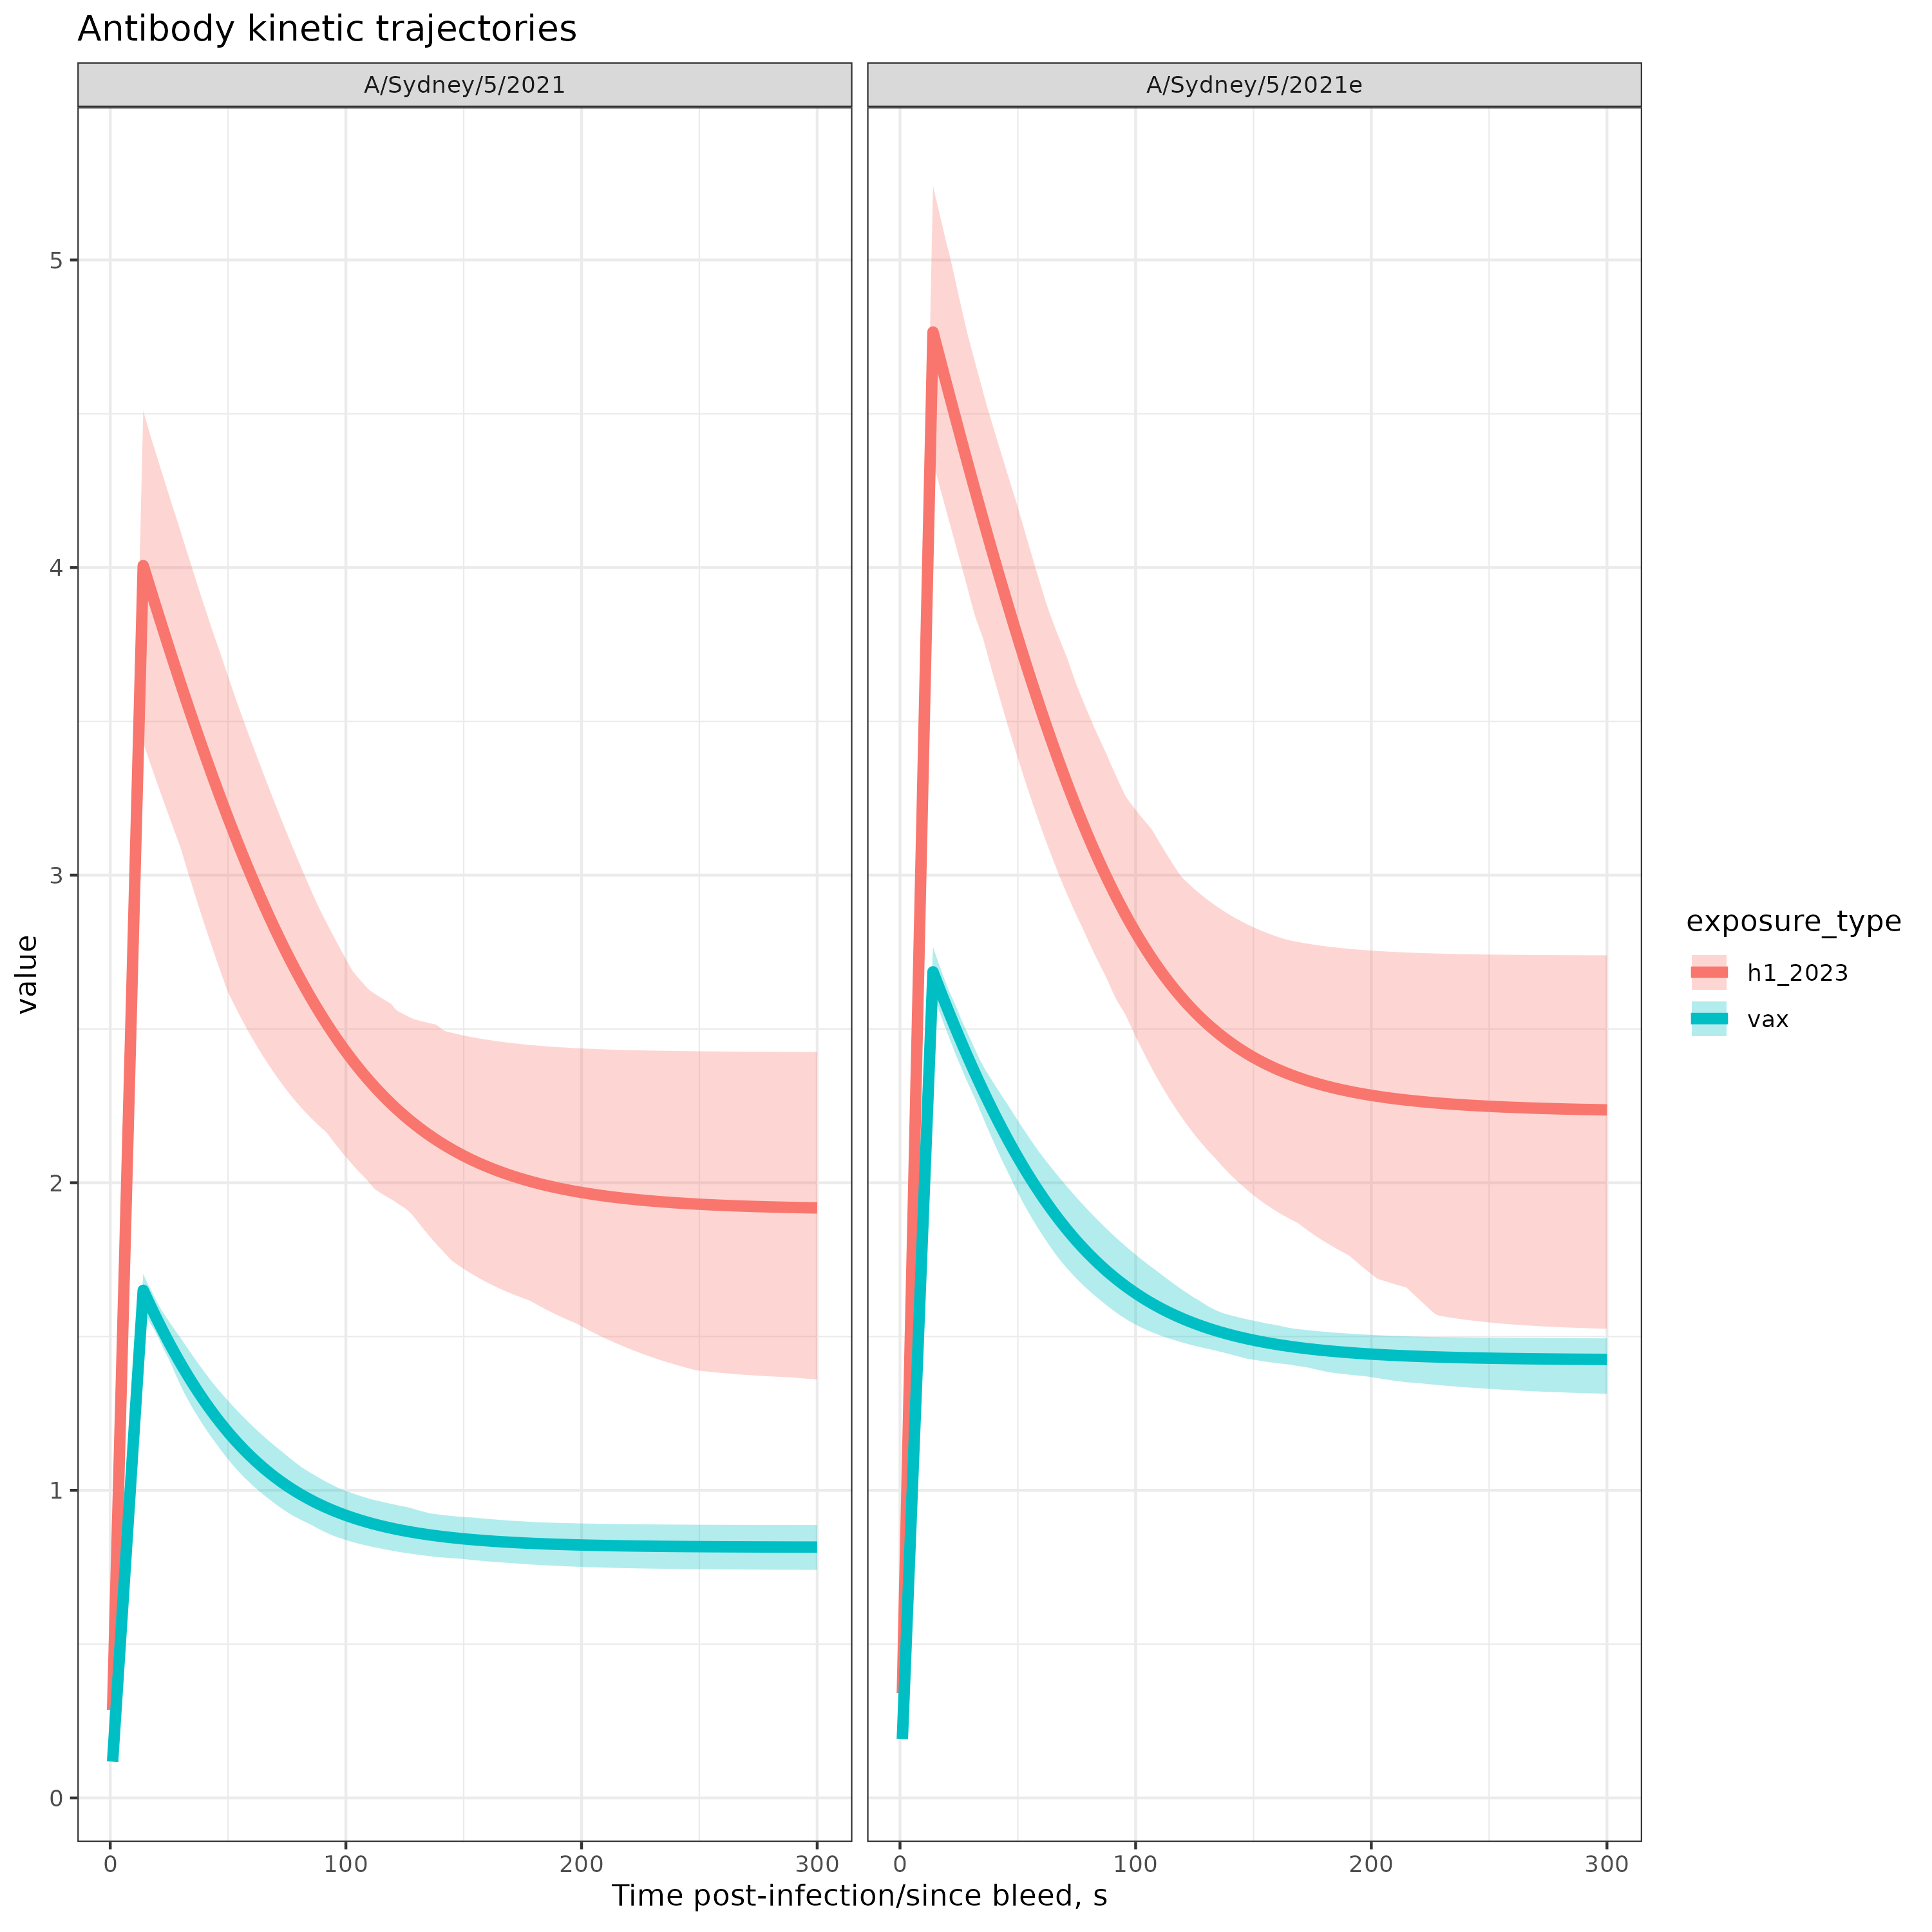 Antibody kinetic trajectories
A/Sydney/5/2021
A/Sydney/5/2021e
value
5
4
3
2
1
0
0 100 200 300
0 100 200 300
Time post-infection/since bleed, s
exposure_type
h1_2023
vax